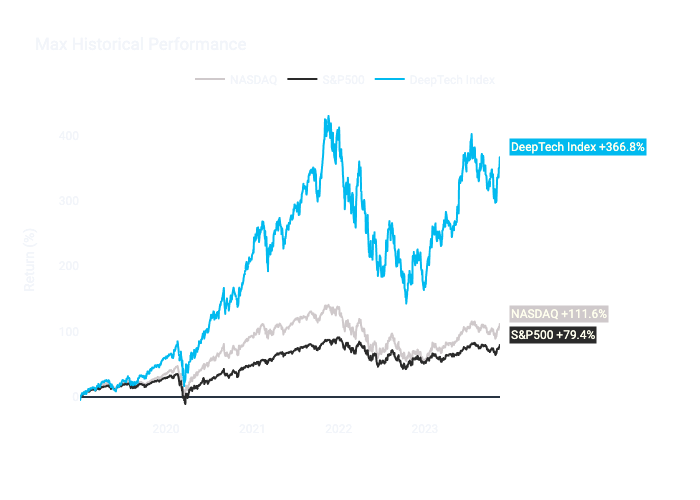 Max Historical Performance
NASDAQ S&P500 DeepTech Index
400
300
200
100
Return (%)
DeepTech Index +366.8%
NASDAQ +111.6%
S&P500 +79.4%
2020 2021 2022 2023